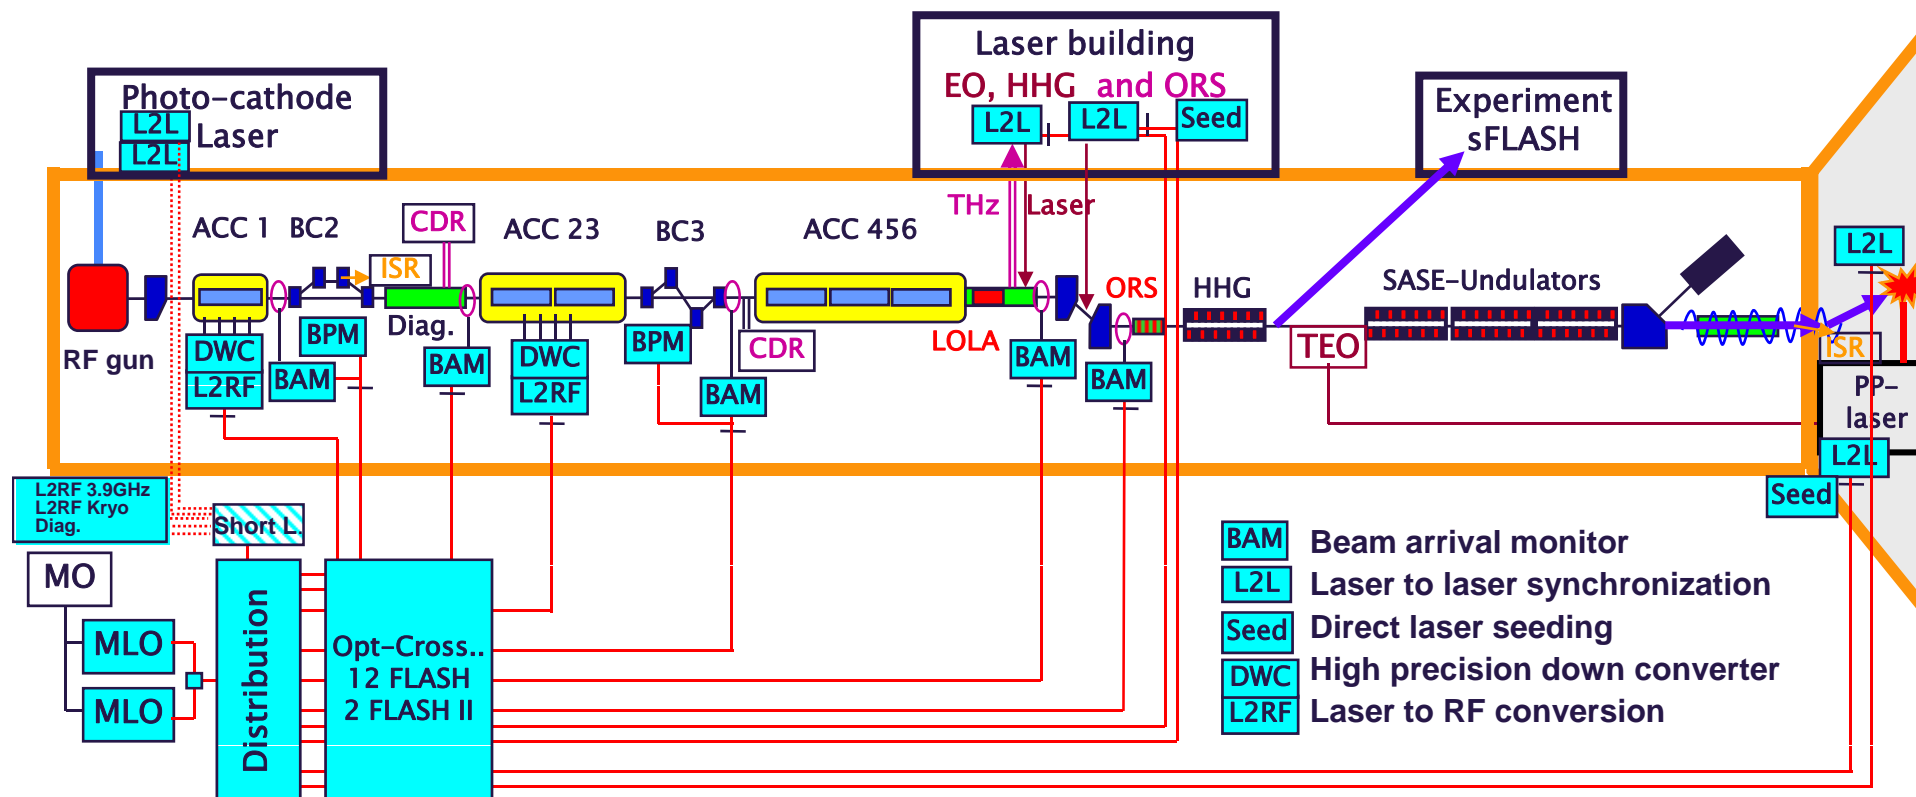 Laser building
EO, HHG and ORS
L2L
L2L
Seed
Photo-cathode
L2L
Laser
L2L
Experiment
sFLASH
THz
Laser
ACC 1
BC2
CDR
ISR
ACC 23
BC3
ACC 456
L2L
RF gun
DWC
L2RF
BAM
BPM
Diag.
BAM
DWC
L2RF
BPM
BAM
CDR
LOLA
BAM
ORS
BAM
HHG
TEO
SASE-Undulators
ISR
PP-
laser
L2L
Seed
L2RF 3.9GHz
L2RF Kryo
Diag.
Short L.
MO
MLO
MLO
Distribution
Opt-Cross..
12 FLASH
2 FLASH II
BAM Beam arrival monitor
L2L Laser to laser synchronization
Seed Direct laser seeding
DWC High precision down converter
L2RF Laser to RF conversion